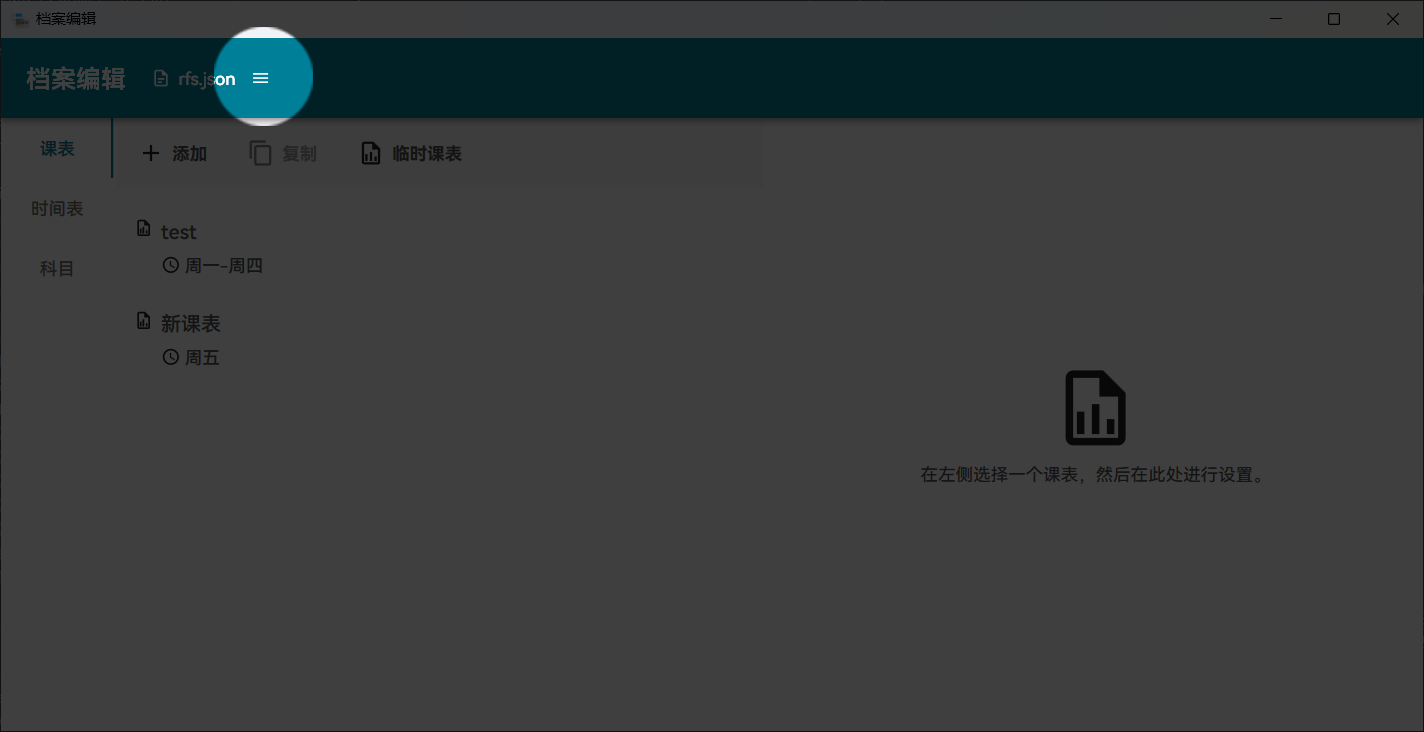 档案编辑
档案编辑 rfs.json
课表
时间表
科目
添加 复制 临时课表
test
周一-周四
新课表
周五
在左侧选择一个课表，然后在此处进行设置。